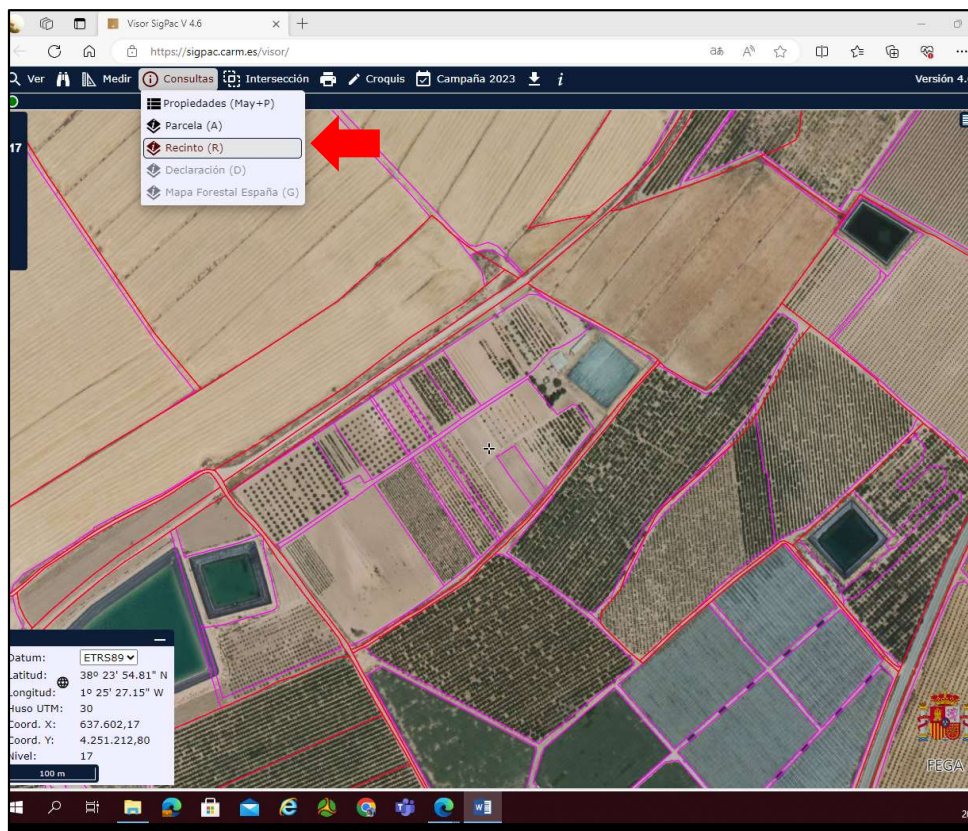 Visor SigPac V 4.6
https://sigpac.carm.es/visor/
Ver Medir Consultas Intersección Croquis Campaña 2023 i Versión 4.
Propiedades (May+P)
Parcela (A)
Recinto (R)
Declaración (D)
Mapa Forestal España (G)
17
Datum: ETRS89
Latitud: 38º 23' 54.81" N
Longitud: 1º 25' 27.15" W
Huso UTM: 30
Coord. X: 637.602,17
Coord. Y: 4.251.212,80
Nivel: 17
100 m
FEGA